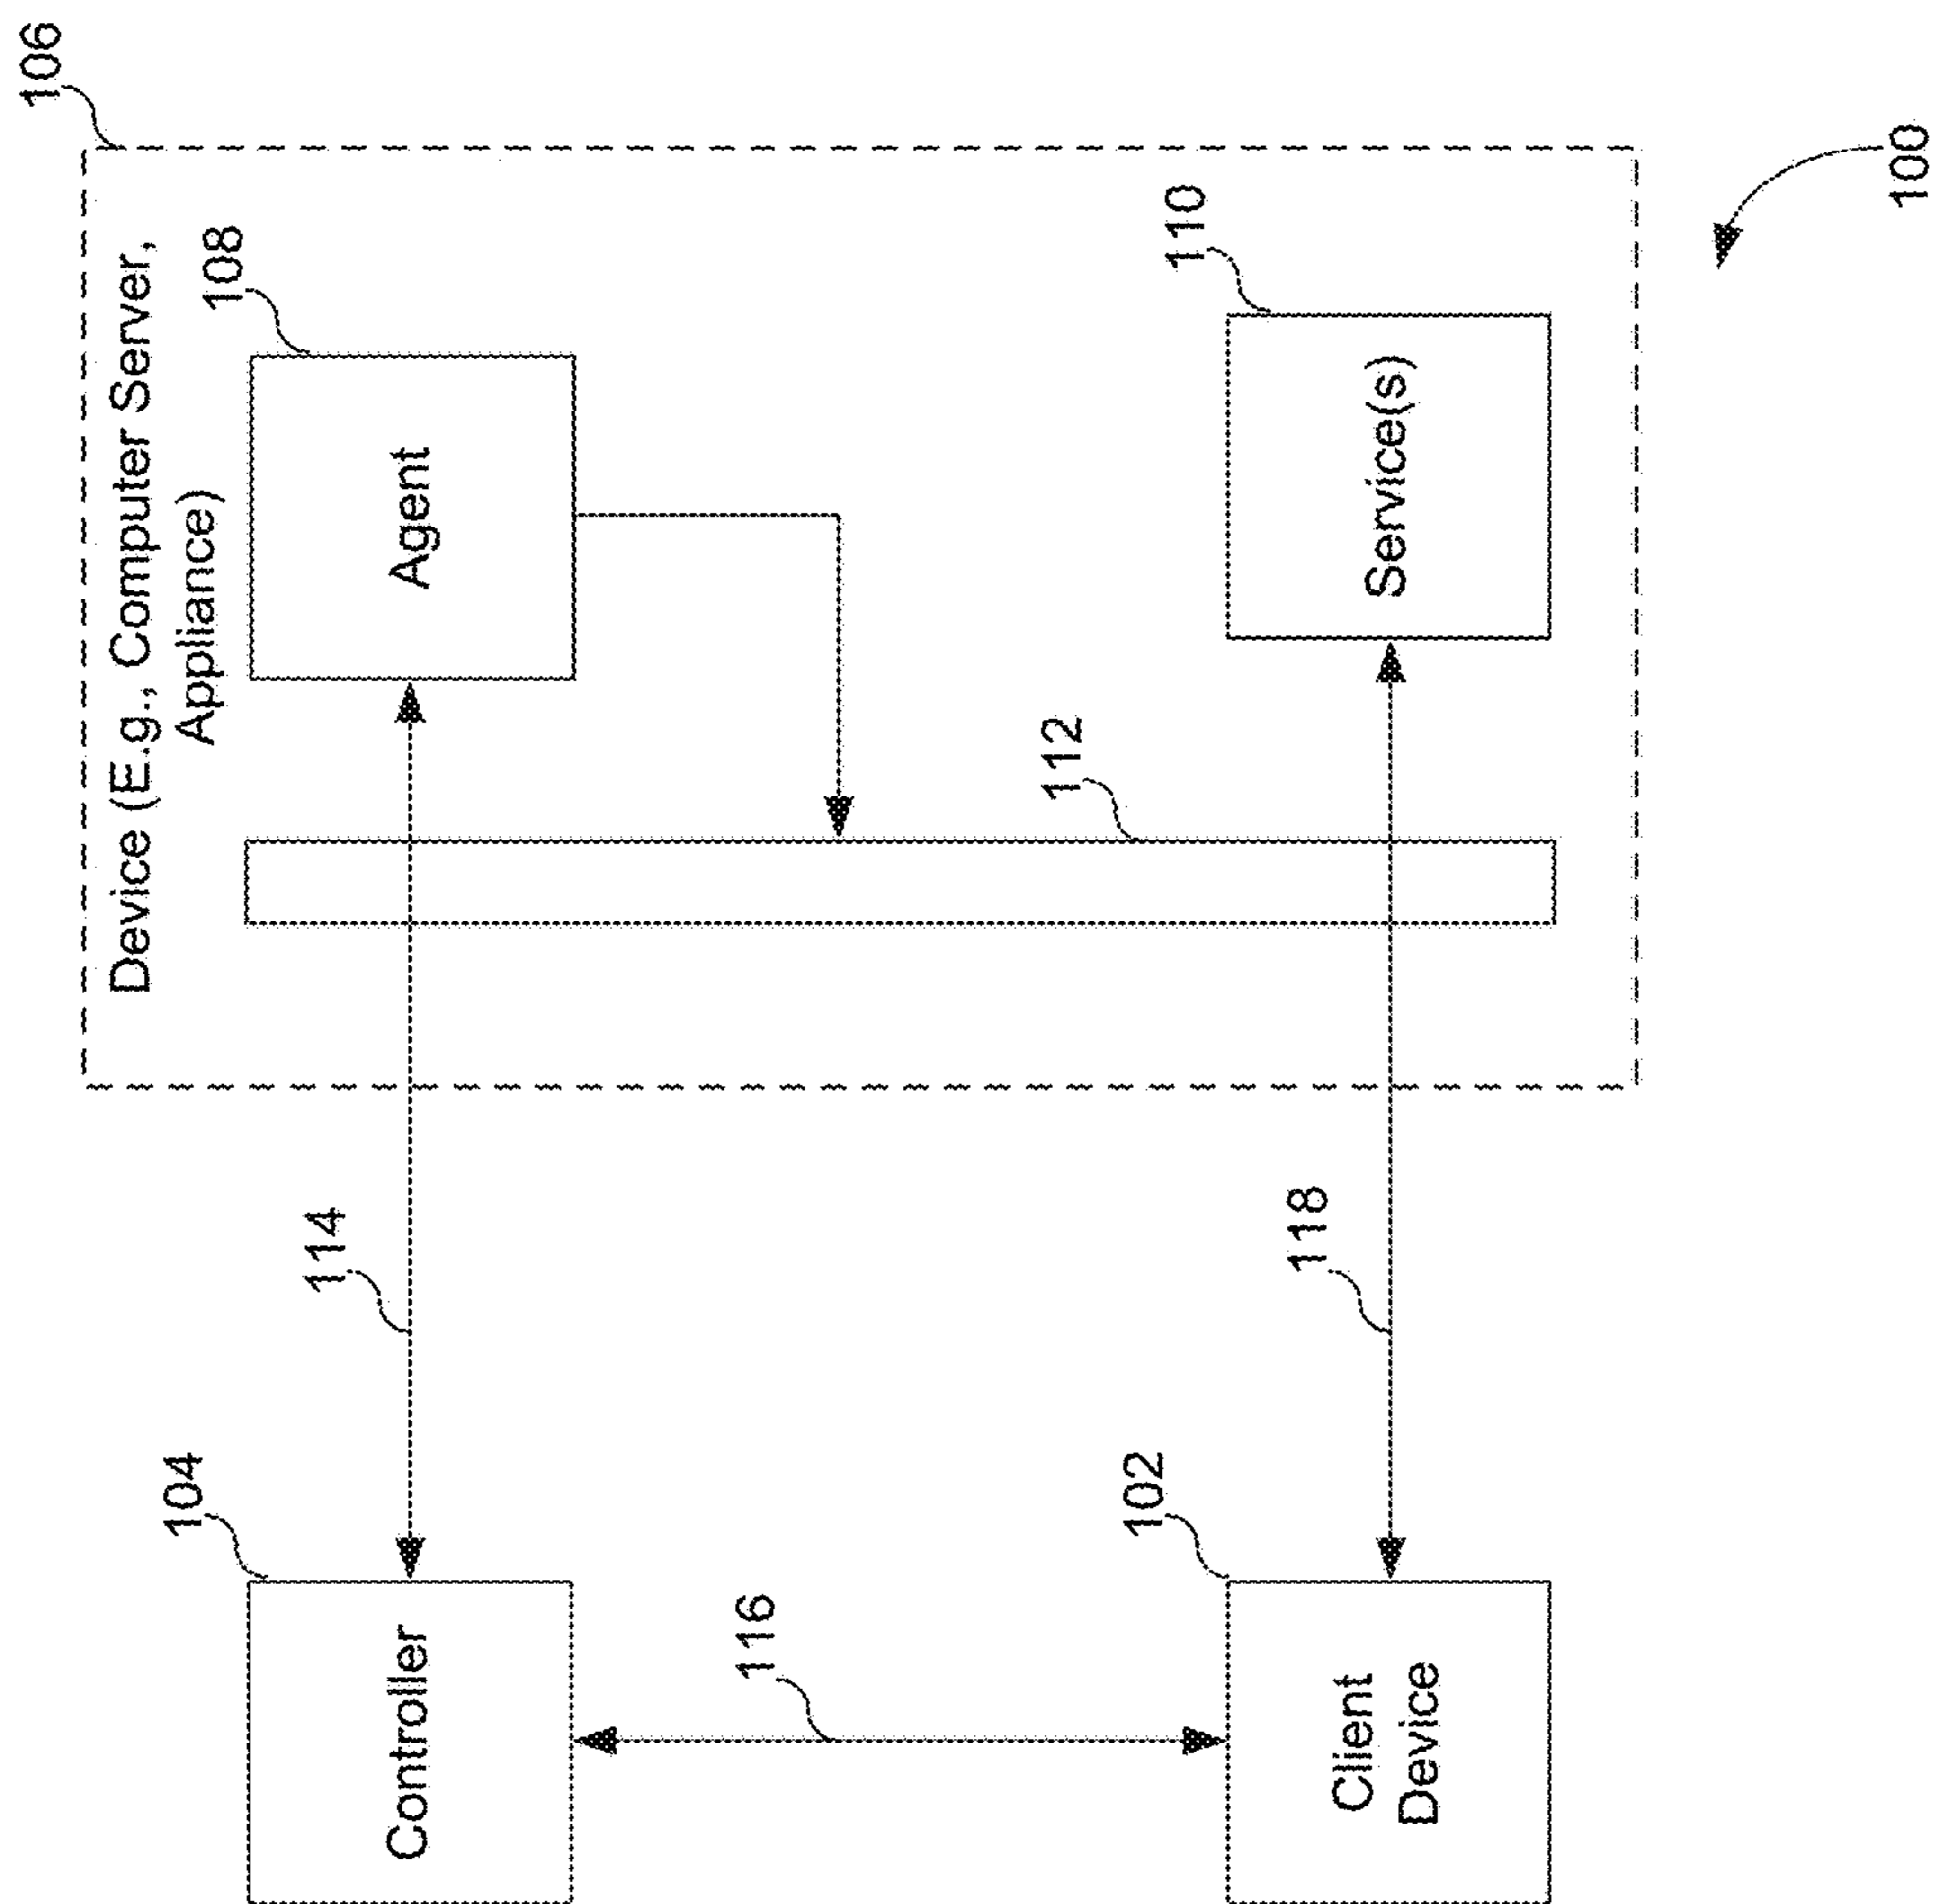 Device (E.g., Computer Server,
Appliance)
106
Agent
108
Service(s)
110
112
114
118
Controller
104
116
Client
Device
102
100